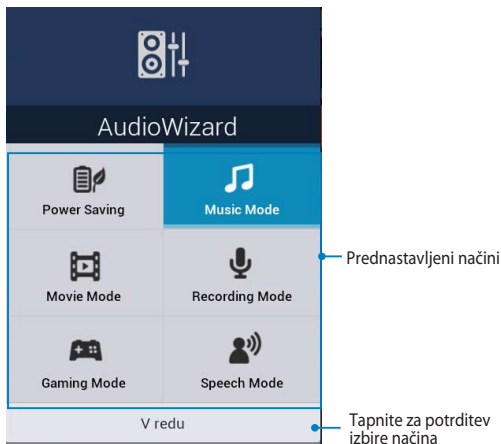 AudioWizard
Power Saving
Music Mode
Movie Mode
Recording Mode
Prednastavljeni načini
Gaming Mode
Speech Mode
V redu
Tapnite za potrditev
izbire načina